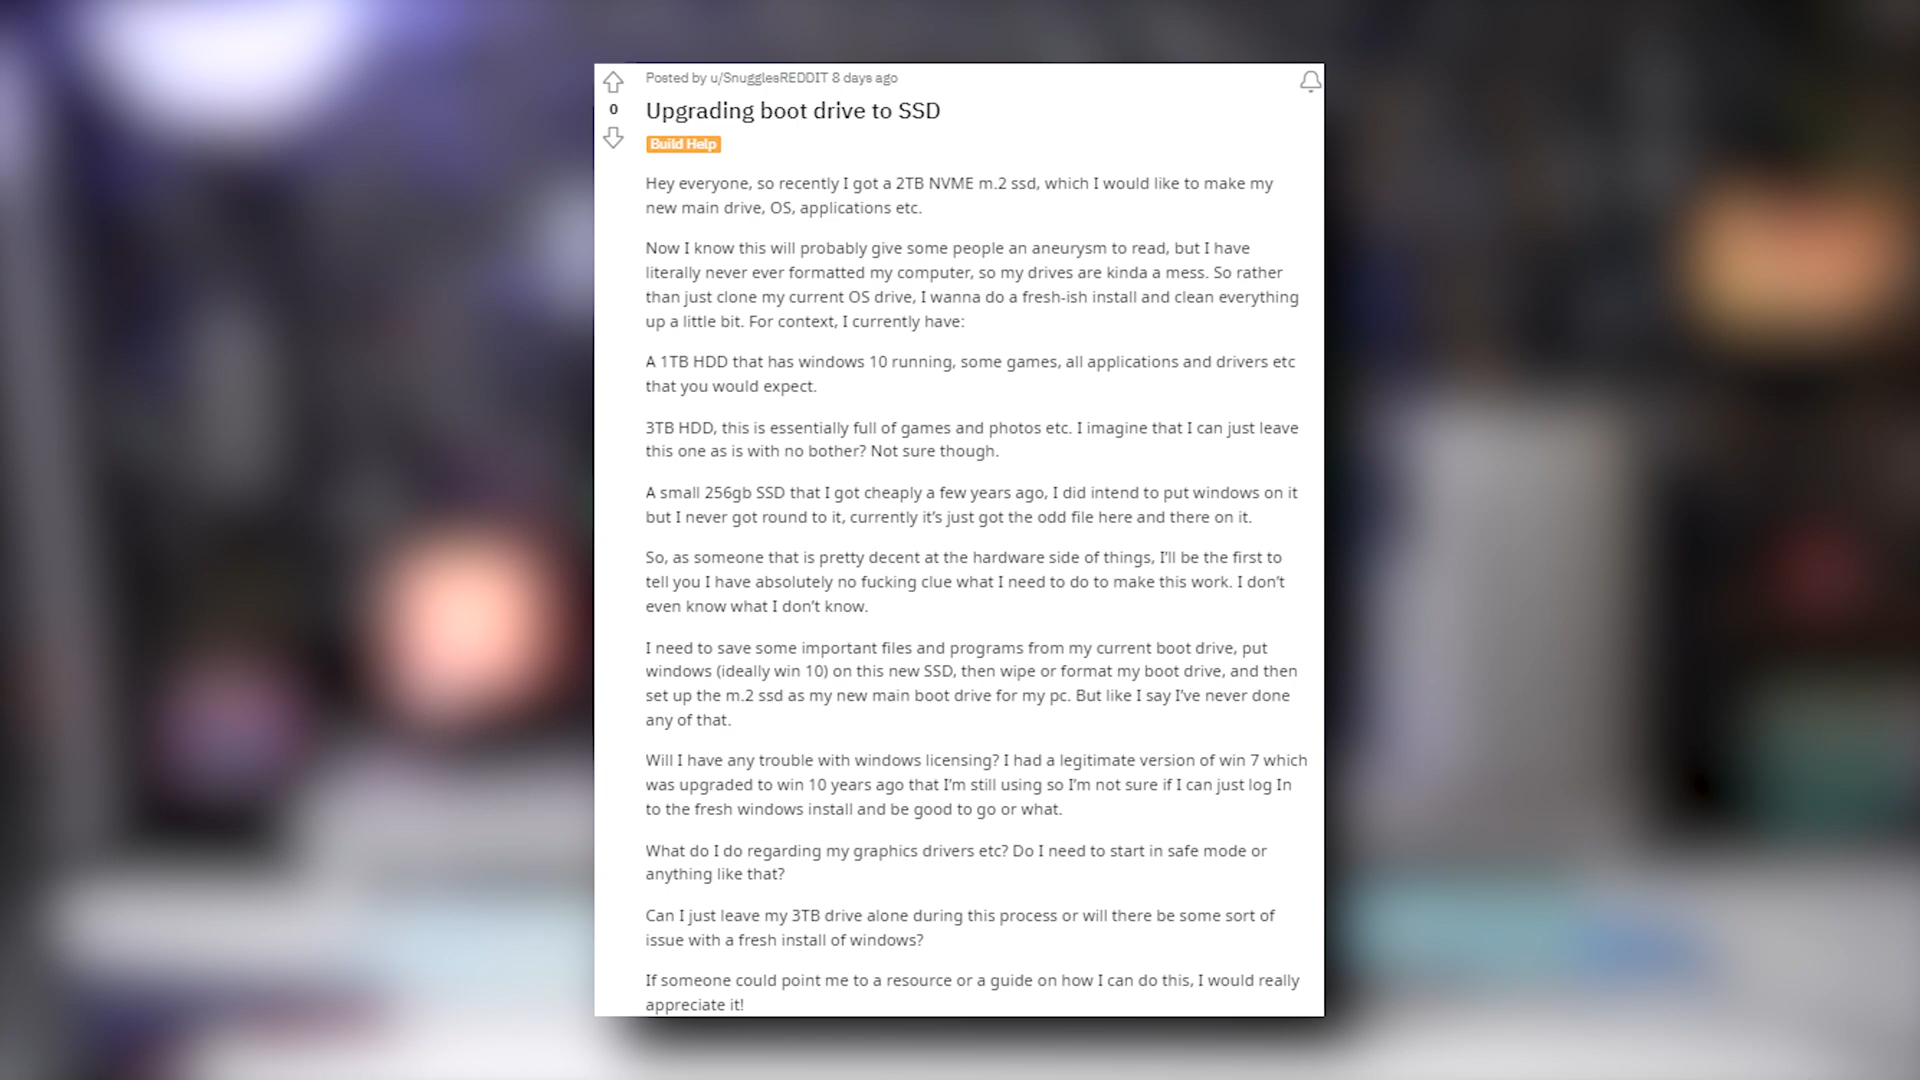 Posted by u/SnugglesREDDIT 8 days ago
0
Upgrading boot drive to SSD
Build Help
Hey everyone, so recently I got a 2TB NVME m.2 ssd, which I would like to make my
new main drive, OS, applications etc.
Now I know this will probably give some people an aneurysm to read, but I have
literally never ever formatted my computer, so my drives are kinda a mess. So rather
than just clone my current OS drive, I wanna do a fresh-ish install and clean everything
up a little bit. For context, I currently have:
A 1TB HDD that has windows 10 running, some games, all applications and drivers etc
that you would expect.
3TB HDD, this is essentially full of games and photos etc. I imagine that I can just leave
this one as is with no bother? Not sure though.
A small 256gb SSD that I got cheaply a few years ago, I did intend to put windows on it
but I never got round to it, currently it’s just got the odd file here and there on it.
So, as someone that is pretty decent at the hardware side of things, I’ll be the first to
tell you I have absolutely no fucking clue what I need to do to make this work. I don’t
even know what I don’t know.
I need to save some important files and programs from my current boot drive, put
windows (ideally win 10) on this new SSD, then wipe or format my boot drive, and then
set up the m.2 ssd as my new main boot drive for my pc. But like I say I’ve never done
any of that.
Will I have any trouble with windows licensing? I had a legitimate version of win 7 which
was upgraded to win 10 years ago that I’m still using so I’m not sure if I can just log In
to the fresh windows install and be good to go or what.
What do I do regarding my graphics drivers etc? Do I need to start in safe mode or
anything like that?
Can I just leave my 3TB drive alone during this process or will there be some sort of
issue with a fresh install of windows?
If someone could point me to a resource or a guide on how I can do this, I would really
appreciate it!